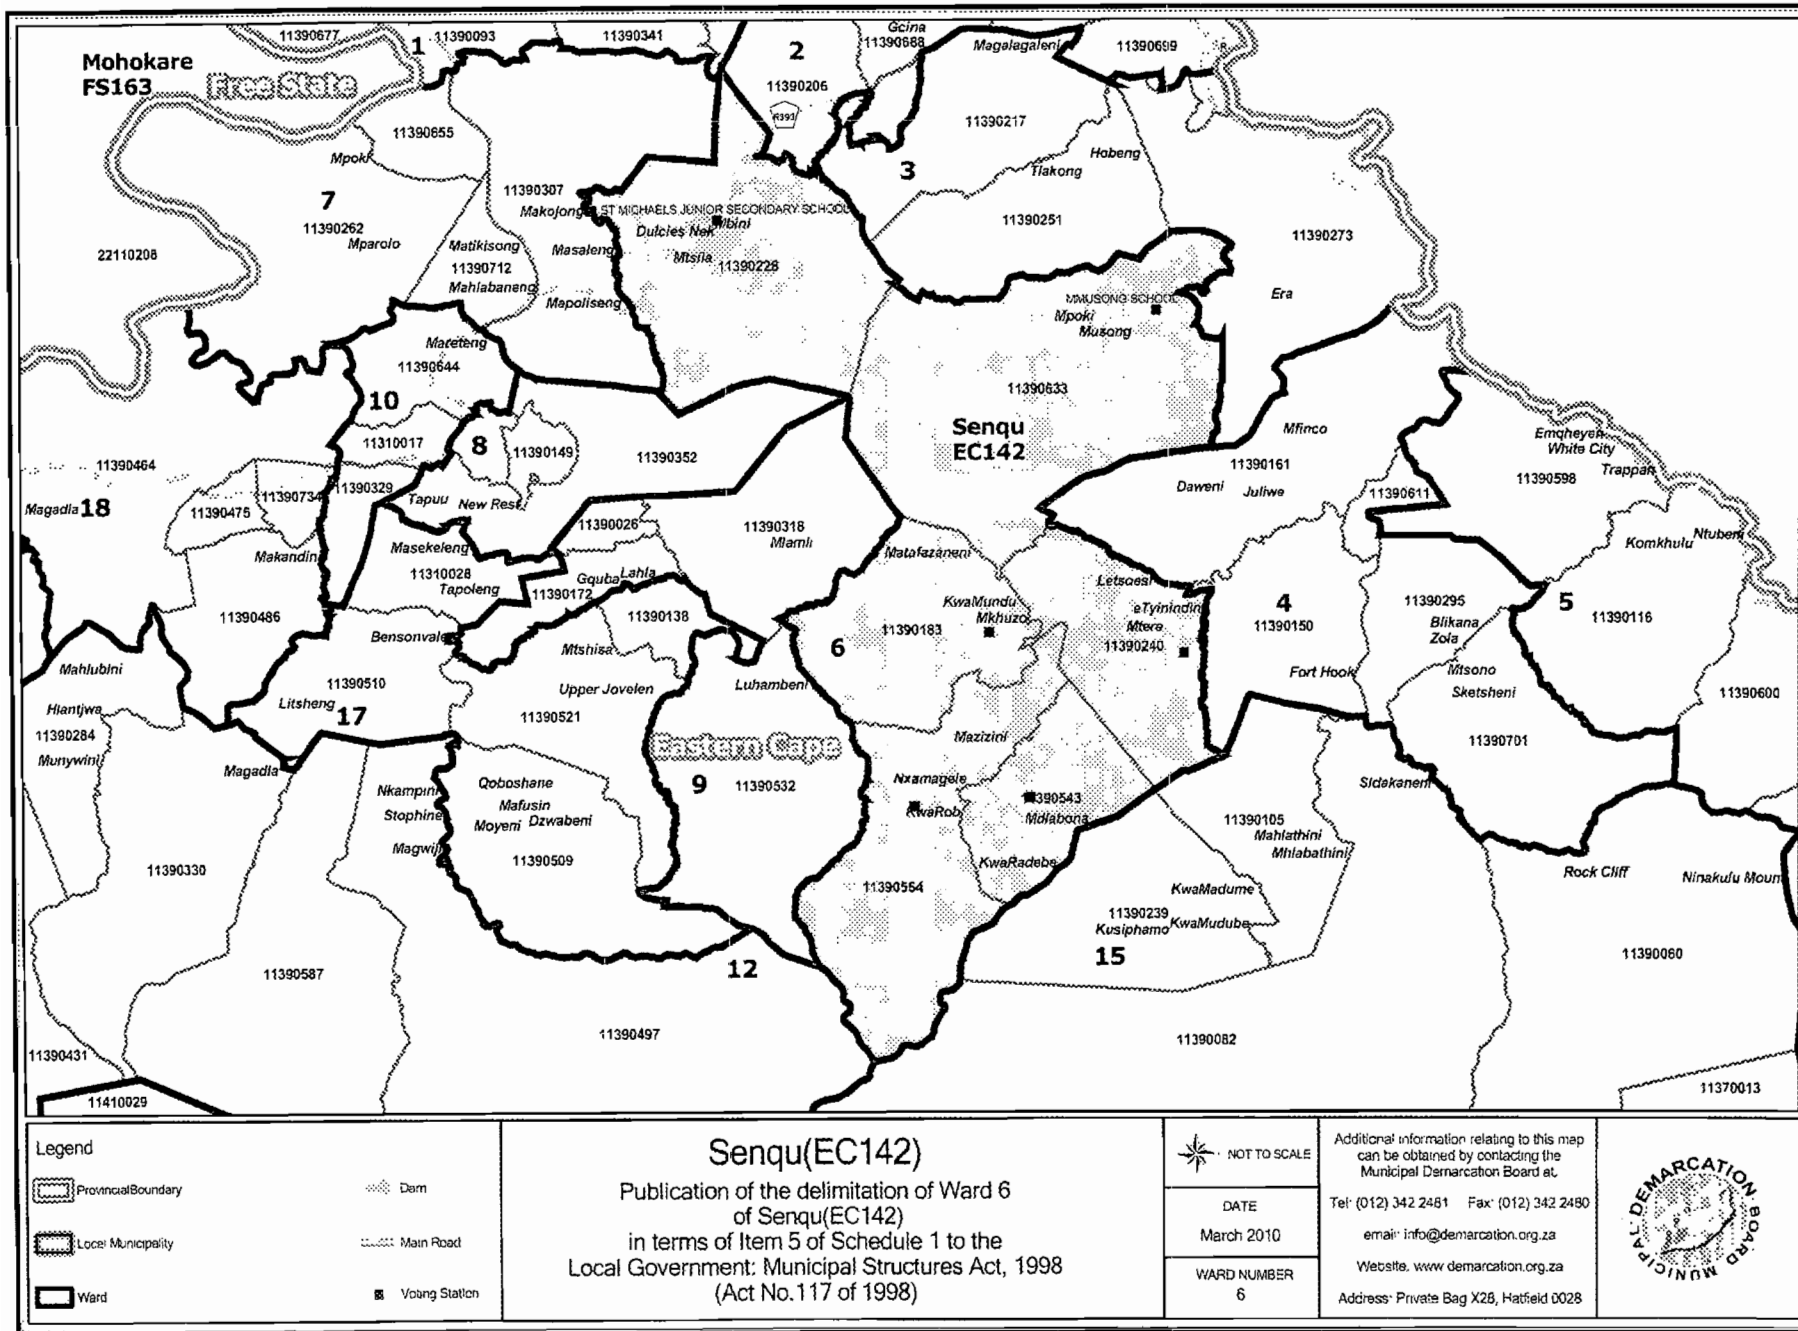 11390677
1
11390093
11390341
2
Gcina
11390688
Magalagaleni
11390699
Mohokare
FS163
Free State
11390206
R393
11390655
11390217
Mpoki
Hobeng
3
Tlakong
7
11390307
Makojong
ST MICHAELS JUNIOR SECONDARY SCHOOL
11390262
Mparolo
Dulcies Nek
Mbini
11390251
11390273
22110208
Matikisong
11390712
Mahlabaneng
Masaleng
Mtsila
11390228
Mapoliseng
MMUSONG SCHOOL
Mpoki
Musong
Era
Mareteng
11390644
11390633
10
Senqu
EC142
Mfinco
Emqheyen
White City
Trappan
11310017
8
11390149
11390352
11390464
11390161
11390598
Daweni
Juliwe
11390611
11390734
11390329
11390475
Tapuu
New Rest
Magadla
18
11390026
11390318
Mlamli
Makandini
Masekeleng
11310028
Tapoleng
Matafazaneni
Komkhulu
Ntubeni
Gquba
Lahla
11390172
Letsoesi
KwaMundu
Mkhuzo
eTyinindini
Mtera
11390486
11390138
11390183
11390240
4
11390150
11390295
Blikana
Zola
5
11390116
Bensonvale
Mtshisa
6
Mahlubini
11390510
Upper Jovelen
Luhambeni
Fort Hook
Mtsono
Sketsheni
11390600
Hlantjwa
Litsheng
17
11390521
11390284
Munywini
Eastern Cape
Mazizini
11390701
Magadla
9
11390532
Nxamagele
Qoboshane
Nkampini
Stophine
Mafusin
Moyeni
Dzwabeni
KwaRob
11390543
Mdlabona
Sidakaneni
11390105
Mahlathini
Mhlabathini
Magwiji
11390509
KwaRadebe
11390330
11390554
Rock Cliff
Ninakulu Moun
KwaMadume
11390239
Kusiphamo
KwaMudube
15
12
11390587
11390060
11390497
11390082
11390431
11410029
11370013
Legend
Provincial Boundary
Dam
Local Municipality
Main Road
Ward
Voting Station
Senqu(EC142)
Publication of the delimitation of Ward 6
of Senqu(EC142)
in terms of Item 5 of Schedule 1 to the
Local Government: Municipal Structures Act, 1998
(Act No.117 of 1998)
NOT TO SCALE
DATE
March 2010
WARD NUMBER
6
Additional information relating to this map
can be obtained by contacting the
Municipal Demarcation Board at.
Tel: (012) 342 2481 Fax: (012) 342 2480
email: info@demarcation.org.za
Website. www demarcation.org.za
Address: Private Bag X28, Hatfield 0028
MUNICIPAL DEMARCATION BOARD